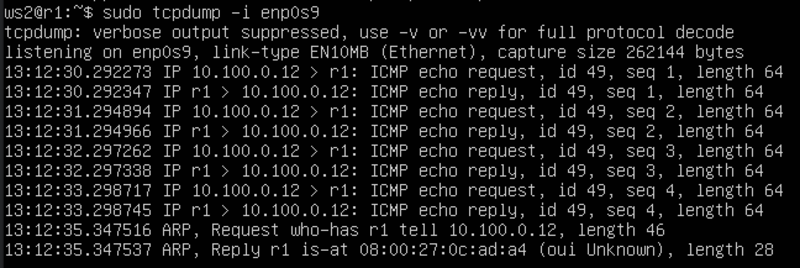 ws2@r1:~$ sudo tcpdump -i enp0s9
tcpdump: verbose output suppressed, use -v or -vv for full protocol decode
listening on enp0s9, link-type EN10MB (Ethernet), capture size 262144 bytes
13:12:30.292273 IP 10.100.0.12 > r1: ICMP echo request, id 49, seq 1, length 64
13:12:30.292347 IP r1 > 10.100.0.12: ICMP echo reply, id 49, seq 1, length 64
13:12:31.294894 IP 10.100.0.12 > r1: ICMP echo request, id 49, seq 2, length 64
13:12:31.294966 IP r1 > 10.100.0.12: ICMP echo reply, id 49, seq 2, length 64
13:12:32.297262 IP 10.100.0.12 > r1: ICMP echo request, id 49, seq 3, length 64
13:12:32.297338 IP r1 > 10.100.0.12: ICMP echo reply, id 49, seq 3, length 64
13:12:33.298717 IP 10.100.0.12 > r1: ICMP echo request, id 49, seq 4, length 64
13:12:33.298745 IP r1 > 10.100.0.12: ICMP echo reply, id 49, seq 4, length 64
13:12:35.347516 ARP, Request who-has r1 tell 10.100.0.12, length 46
13:12:35.347537 ARP, Reply r1 is-at 08:00:27:0c:ad:a4 (oui Unknown), length 28